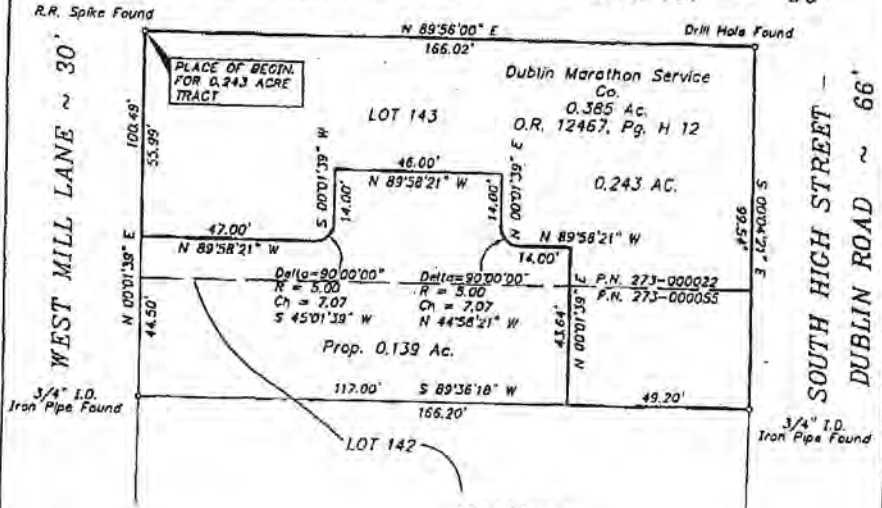 R.R. Spike Found
N 89°56'00" E
166.02'
Drill Hole Found
PLACE OF BEGIN.
FOR 0.243 ACRE
TRACT
WEST MILL LANE ~ 30'
100.49'
55.99'
LOT 143
Dublin Marathon Service
Co.
0.385 Ac.
O.R. 12467, Pg. H 12
0.243 AC.
SOUTH HIGH STREET –
DUBLIN ROAD ~ 66'
S 00°04'21" E
99.54'
S 00°01'39" W
14.00'
46.00'
N 89°58'21" W
14.00'
N 00°01'39" E
47.00'
N 89°58'21" W
N 89°58'21" W
14.00'
N 00°01'39" E
44.50'
Delta=90°00'00"
R = 5.00
Ch = 7.07
S 45°01'39" W
Delta=90°00'00"
R = 5.00
Ch = 7.07
N 44°58'21" W
P.N. 273-000022
P.N. 273-000055
43.64'
N 00°01'39" E
Prop. 0.139 Ac.
3/4" I.D.
Iron Pipe Found
117.00'
S 89°36'18" W
166.20'
49.20'
3/4" I.D.
Iron Pipe Found
LOT 142